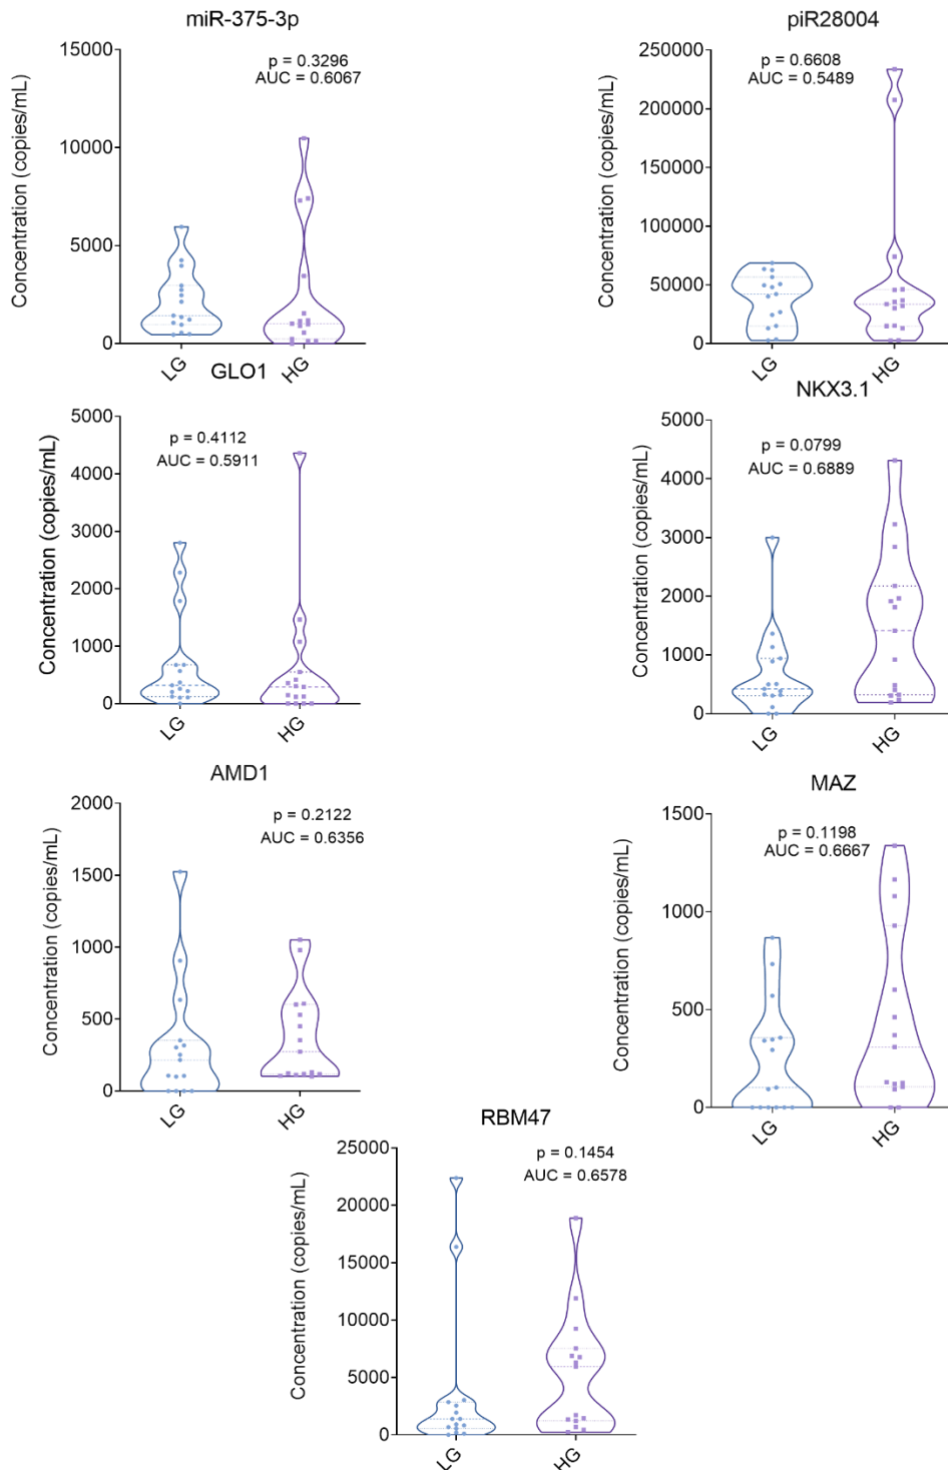 miR-375-3p
Concentration (copies/mL)
15000
10000
5000
0
p = 0.3296
AUC = 0.6067
LG
HG
piR28004
Concentration (copies/mL)
250000
200000
150000
100000
50000
0
p = 0.6608
AUC = 0.5489
LG
HG
GLO1
Concentration (copies/mL)
5000
4000
3000
2000
1000
0
p = 0.4112
AUC = 0.5911
LG
HG
NKX3.1
Concentration (copies/mL)
5000
4000
3000
2000
1000
0
p = 0.0799
AUC = 0.6889
LG
HG
AMD1
Concentration (copies/mL)
2000
1500
1000
500
0
p = 0.2122
AUC = 0.6356
LG
HG
MAZ
Concentration (copies/mL)
1500
1000
500
0
p = 0.1198
AUC = 0.6667
LG
HG
RBM47
Concentration (copies/mL)
25000
20000
15000
10000
5000
0
p = 0.1454
AUC = 0.6578
LG
HG